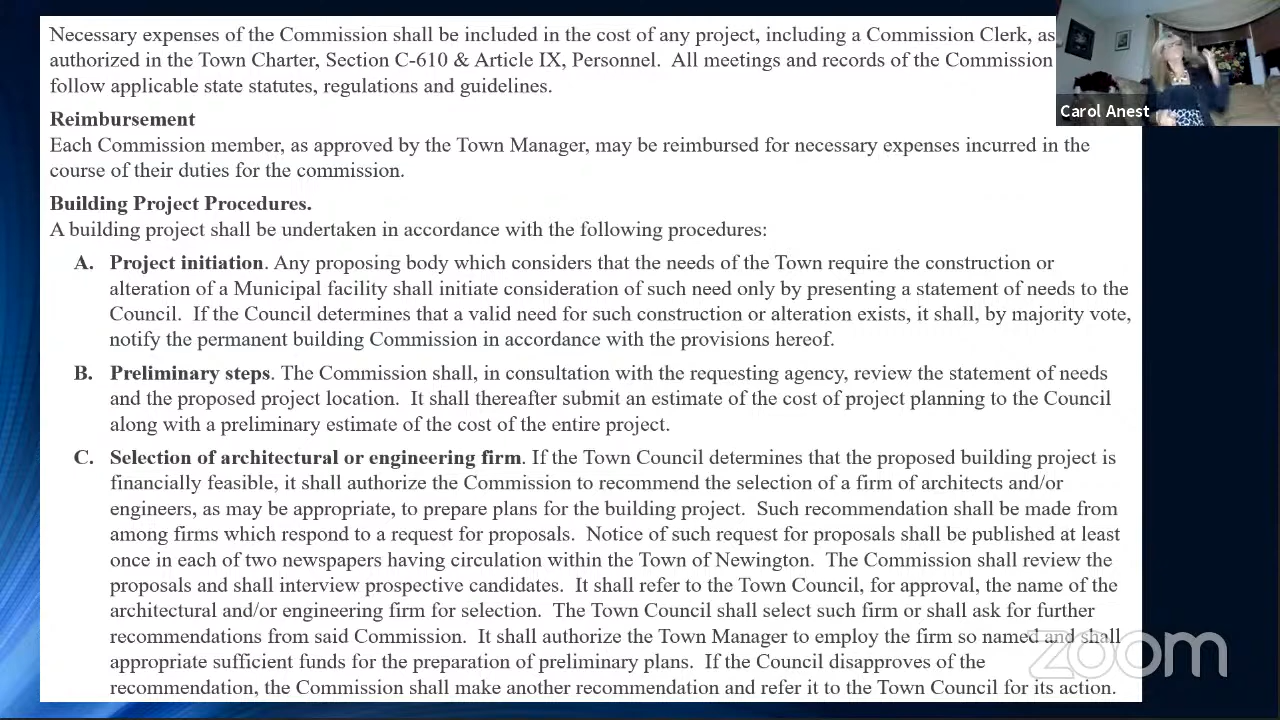 Necessary expenses of the Commission shall be included in the cost of any project, including a Commission Clerk, as
authorized in the Town Charter, Section C-610 & Article IX, Personnel. All meetings and records of the Commission
follow applicable state statutes, regulations and guidelines.
Carol Anest
Reimbursement
Each Commission member, as approved by the Town Manager, may be reimbursed for necessary expenses incurred in the
course of their duties for the commission.
Building Project Procedures.
A building project shall be undertaken in accordance with the following procedures:
A. Project initiation. Any proposing body which considers that the needs of the Town require the construction or
alteration of a Municipal facility shall initiate consideration of such need only by presenting a statement of needs to the
Council. If the Council determines that a valid need for such construction or alteration exists, it shall, by majority vote,
notify the permanent building Commission in accordance with the provisions hereof.
B. Preliminary steps. The Commission shall, in consultation with the requesting agency, review the statement of needs
and the proposed project location. It shall thereafter submit an estimate of the cost of project planning to the Council
along with a preliminary estimate of the cost of the entire project.
C. Selection of architectural or engineering firm. If the Town Council determines that the proposed building project is
financially feasible, it shall authorize the Commission to recommend the selection of a firm of architects and/or
engineers, as may be appropriate, to prepare plans for the building project. Such recommendation shall be made from
among firms which respond to a request for proposals. Notice of such request for proposals shall be published at least
once in each of two newspapers having circulation within the Town of Newington. The Commission shall review the
proposals and shall interview prospective candidates. It shall refer to the Town Council, for approval, the name of the
architectural and/or engineering firm for selection. The Town Council shall select such firm or shall ask for further
recommendations from said Commission. It shall authorize the Town Manager to employ the firm so named and shall
appropriate sufficient funds for the preparation of preliminary plans. If the Council disapproves of the
recommendation, the Commission shall make another recommendation and refer it to the Town Council for its action.
zoom